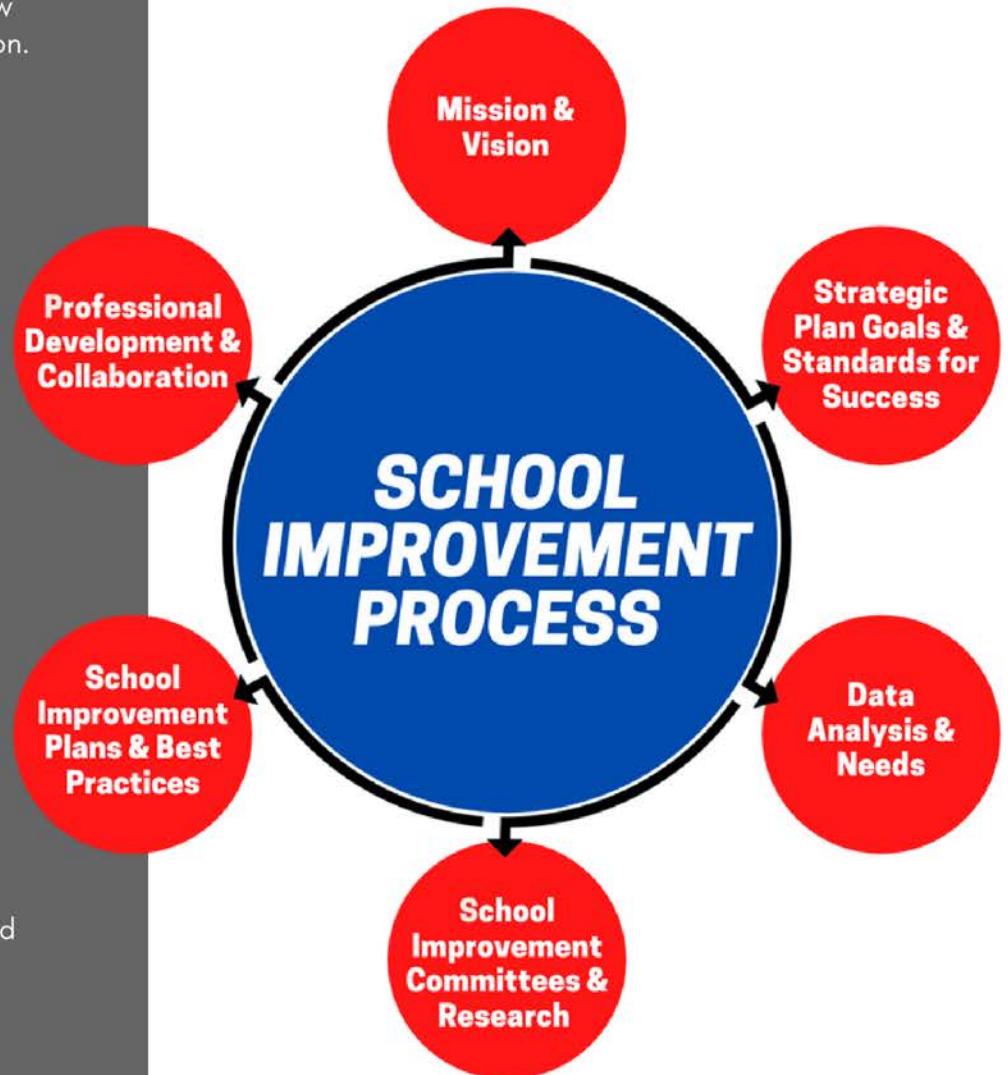 Mission &
Vision
Strategic
Plan Goals &
Standards for
Success
Data
Analysis &
Needs
School
Improvement
Committees &
Research
School
Improvement
Plans & Best
Practices
Professional
Development &
Collaboration
SCHOOL
IMPROVEMENT
PROCESS